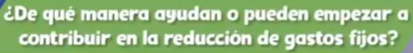 ¿De qué manera ayudan o pueden empezar a
contribuir en la reducción de gastos fijos?